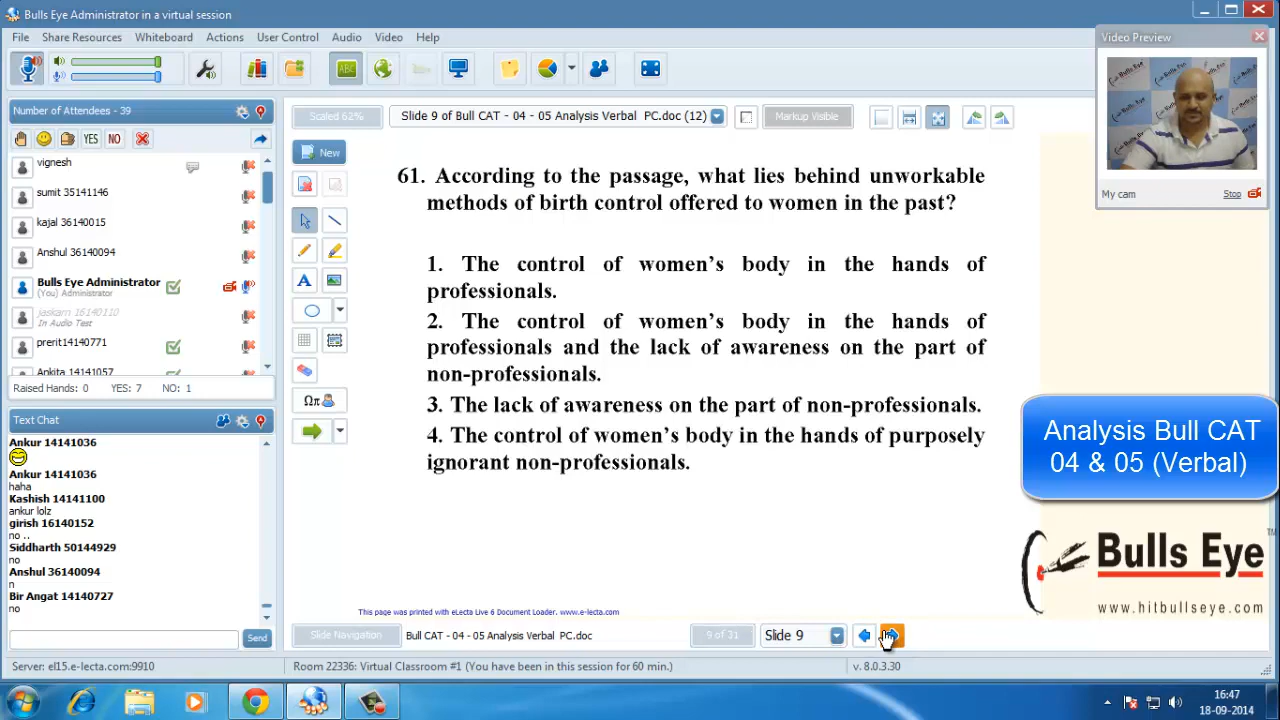 Bulls Eye Administrator in a virtual session
File Share Resources Whiteboard Actions User Control Audio Video Help
Number of Attendees - 39
YES NO
vignesh
sumit 35141146
kajal 36140015
Anshul 36140094
Bulls Eye Administrator
(You) Administrator
jaskarn 16140110
In Audio Test
prerit14140771
Ankita 14141057
Raised Hands: 0 YES: 7 NO: 1
Text Chat
Ankur 14141036
Ankur 14141036
haha
Kashish 14141100
ankur lolz
girish 16140152
no ..
Siddharth 50144929
no
Anshul 36140094
n
Bir Angat 14140727
no
Send
Scaled 62%
Slide 9 of Bull CAT - 04 - 05 Analysis Verbal PC.doc (12)
Markup Visible
New
ABC
A
Ωπ
61. According to the passage, what lies behind unworkable
methods of birth control offered to women in the past?
1. The control of women's body in the hands of
professionals.
2. The control of women's body in the hands of
professionals and the lack of awareness on the part of
non-professionals.
3. The lack of awareness on the part of non-professionals.
4. The control of women's body in the hands of purposely
ignorant non-professionals.
This page was printed with eLecta Live 6 Document Loader. www.e-lecta.com
Slide Navigation
Bull CAT - 04 - 05 Analysis Verbal PC.doc
9 of 31
Slide 9
Video Preview
My cam
Stop
Analysis Bull CAT
04 & 05 (Verbal)
Bulls Eye
TM
www.hitbullseye.com
Server: el15.e-lecta.com:9910
Room 22336: Virtual Classroom #1 (You have been in this session for 60 min.)
v. 8.0.3.30
16:47
18-09-2014